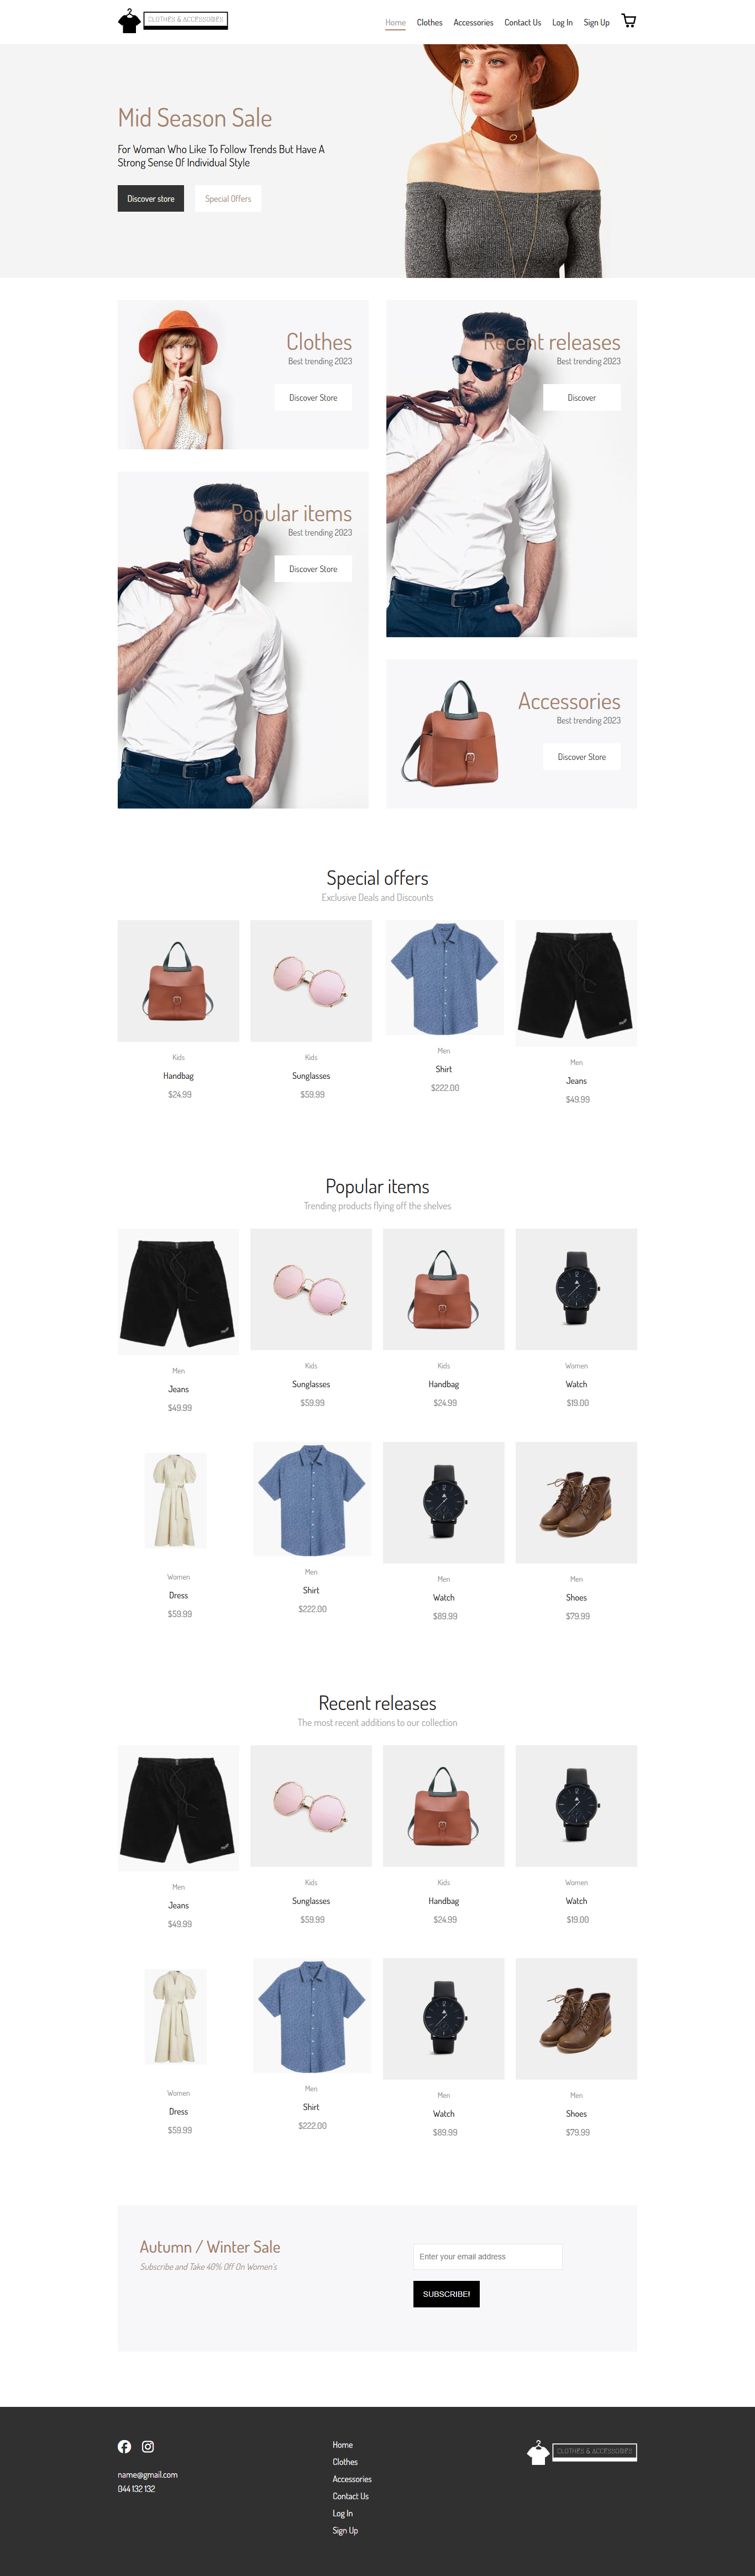 CLOTHES & ACCESSORIES
Home
Clothes
Accessories
Contact Us
Log In
Sign Up
Mid Season Sale
For Woman Who Like To Follow Trends But Have A
Strong Sense Of Individual Style
Discover store
Special Offers
Clothes
Best trending 2023
Discover Store
Recent releases
Best trending 2023
Discover
Popular items
Best trending 2023
Discover Store
Accessories
Best trending 2023
Discover Store
Special offers
Exclusive Deals and Discounts
Kids
Handbag
$24.99
Kids
Sunglasses
$59.99
Men
Shirt
$222.00
Men
Jeans
$49.99
Popular items
Trending products flying off the shelves
Men
Jeans
$49.99
Kids
Sunglasses
$59.99
Kids
Handbag
$24.99
Women
Watch
$19.00
Women
Dress
$59.99
Men
Shirt
$222.00
Men
Watch
$89.99
Men
Shoes
$79.99
Recent releases
The most recent additions to our collection
Men
Jeans
$49.99
Kids
Sunglasses
$59.99
Kids
Handbag
$24.99
Women
Watch
$19.00
Women
Dress
$59.99
Men
Shirt
$222.00
Men
Watch
$89.99
Men
Shoes
$79.99
Autumn / Winter Sale
Subscribe and Take 40% Off On Women's
Enter your email address
SUBSCRIBE!
name@gmail.com
044 132 132
Home
Clothes
Accessories
Contact Us
Log In
Sign Up
CLOTHES & ACCESSORIES